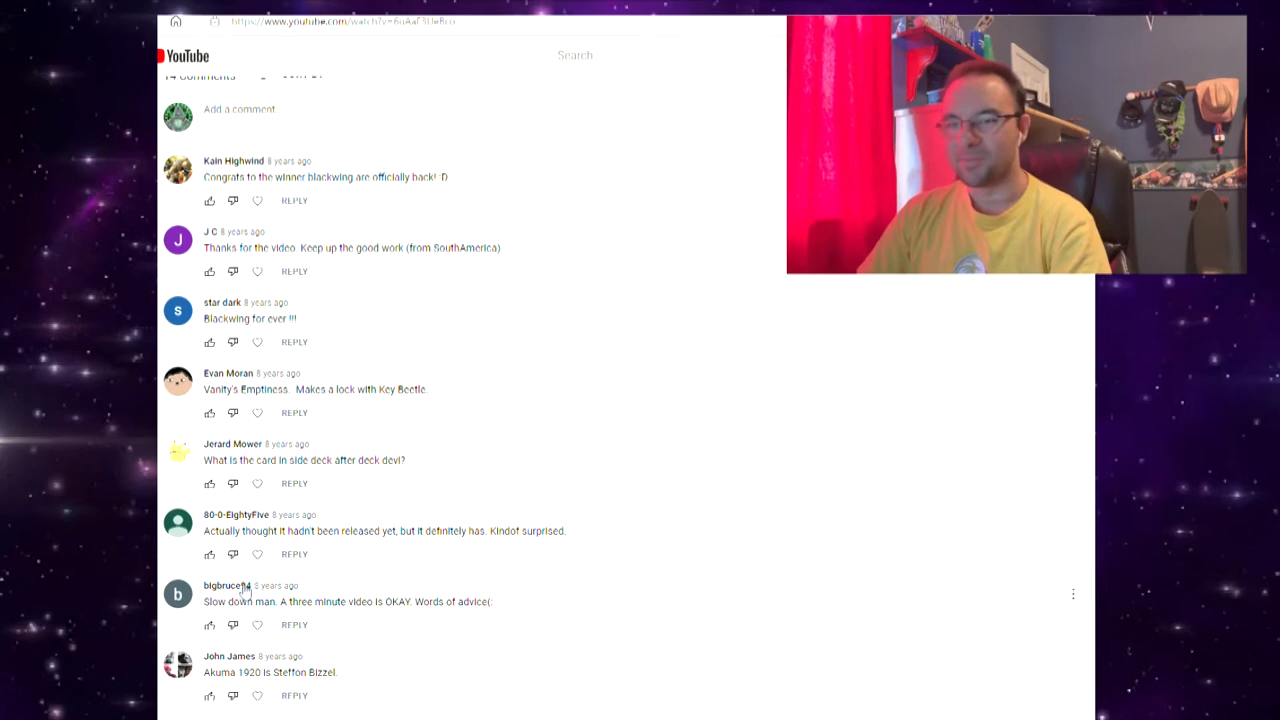 YouTube
Search
14 Comments
Add a comment
Kain Highwind 8 years ago
Congrats to the winner blackwing are officially back! :D
REPLY
J C 8 years ago
Thanks for the video. Keep up the good work (from SouthAmerica)
REPLY
star dark 8 years ago
Blackwing for ever !!!
REPLY
Evan Moran 8 years ago
Vanity's Emptiness. Makes a lock with Key Beetle.
REPLY
Jerard Mower 8 years ago
What is the card in side deck after deck devi?
REPLY
80-0-EightyFive 8 years ago
Actually thought it hadn't been released yet, but it definitely has. Kindof surprised.
REPLY
8 years ago
Slow down man. A three minute video is OKAY. Words of advice(:
REPLY
John James 8 years ago
Akuma 1920 is Steffon Bizzel.
REPLY